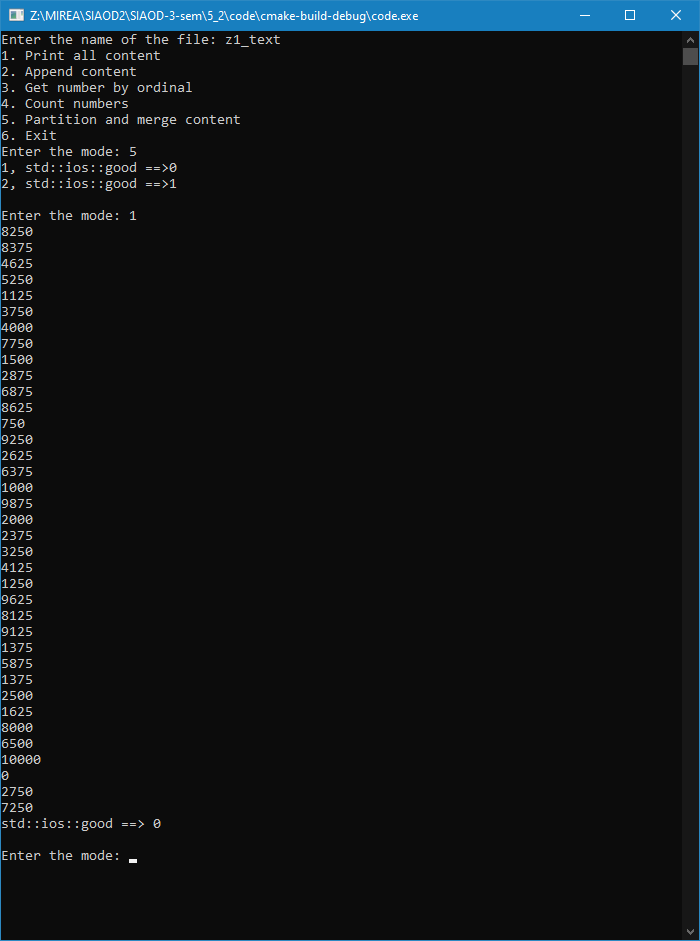 Z:\MIREA\SIAOD2\SIAOD-3-sem\5_2\code\cmake-build-debug\code.exe
Enter the name of the file: z1_text
1. Print all content
2. Append content
3. Get number by ordinal
4. Count numbers
5. Partition and merge content
6. Exit
Enter the mode: 5
1, std::ios::good ==>0
2, std::ios::good ==>1
Enter the mode: 1
8250
8375
4625
5250
1125
3750
4000
7750
1500
2875
6875
8625
750
9250
2625
6375
1000
9875
2000
2375
3250
4125
1250
9625
8125
9125
1375
5875
1375
2500
1625
8000
6500
10000
0
2750
7250
std::ios::good ==> 0
Enter the mode: